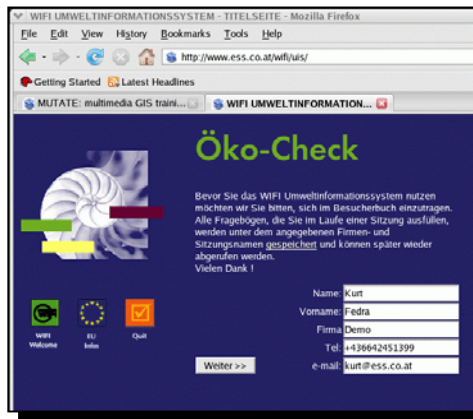 WIFI UMWELTINFORMATIONSSYSTEM - TITELSEITE - Mozilla Firefox
File Edit View History Bookmarks Tools Help
http://www.ess.co.at/wifi/uis/
Getting Started Latest Headlines
MUTATE: multimedia GIS traini... WIFI UMWELTINFORMATION...
Öko-Check
Bevor Sie das WIFI Umweltinformationssystem nutzen
möchten wir Sie bitten, sich im Besucherbuch einzutragen.
Alle Fragebögen, die Sie im Laufe einer Sitzung ausfüllen,
werden unter dem angegebenen Firmen- und
Sitzungsnamen gespeichert und können später wieder
abgerufen werden.
Vielen Dank !
WIFI
Welcome
EU
Infos
Quit
Name: Kurt
Vorname: Fedra
Firma Demo
Tel: +436642451399
Weiter >> e-mail: kurt@ess.co.at